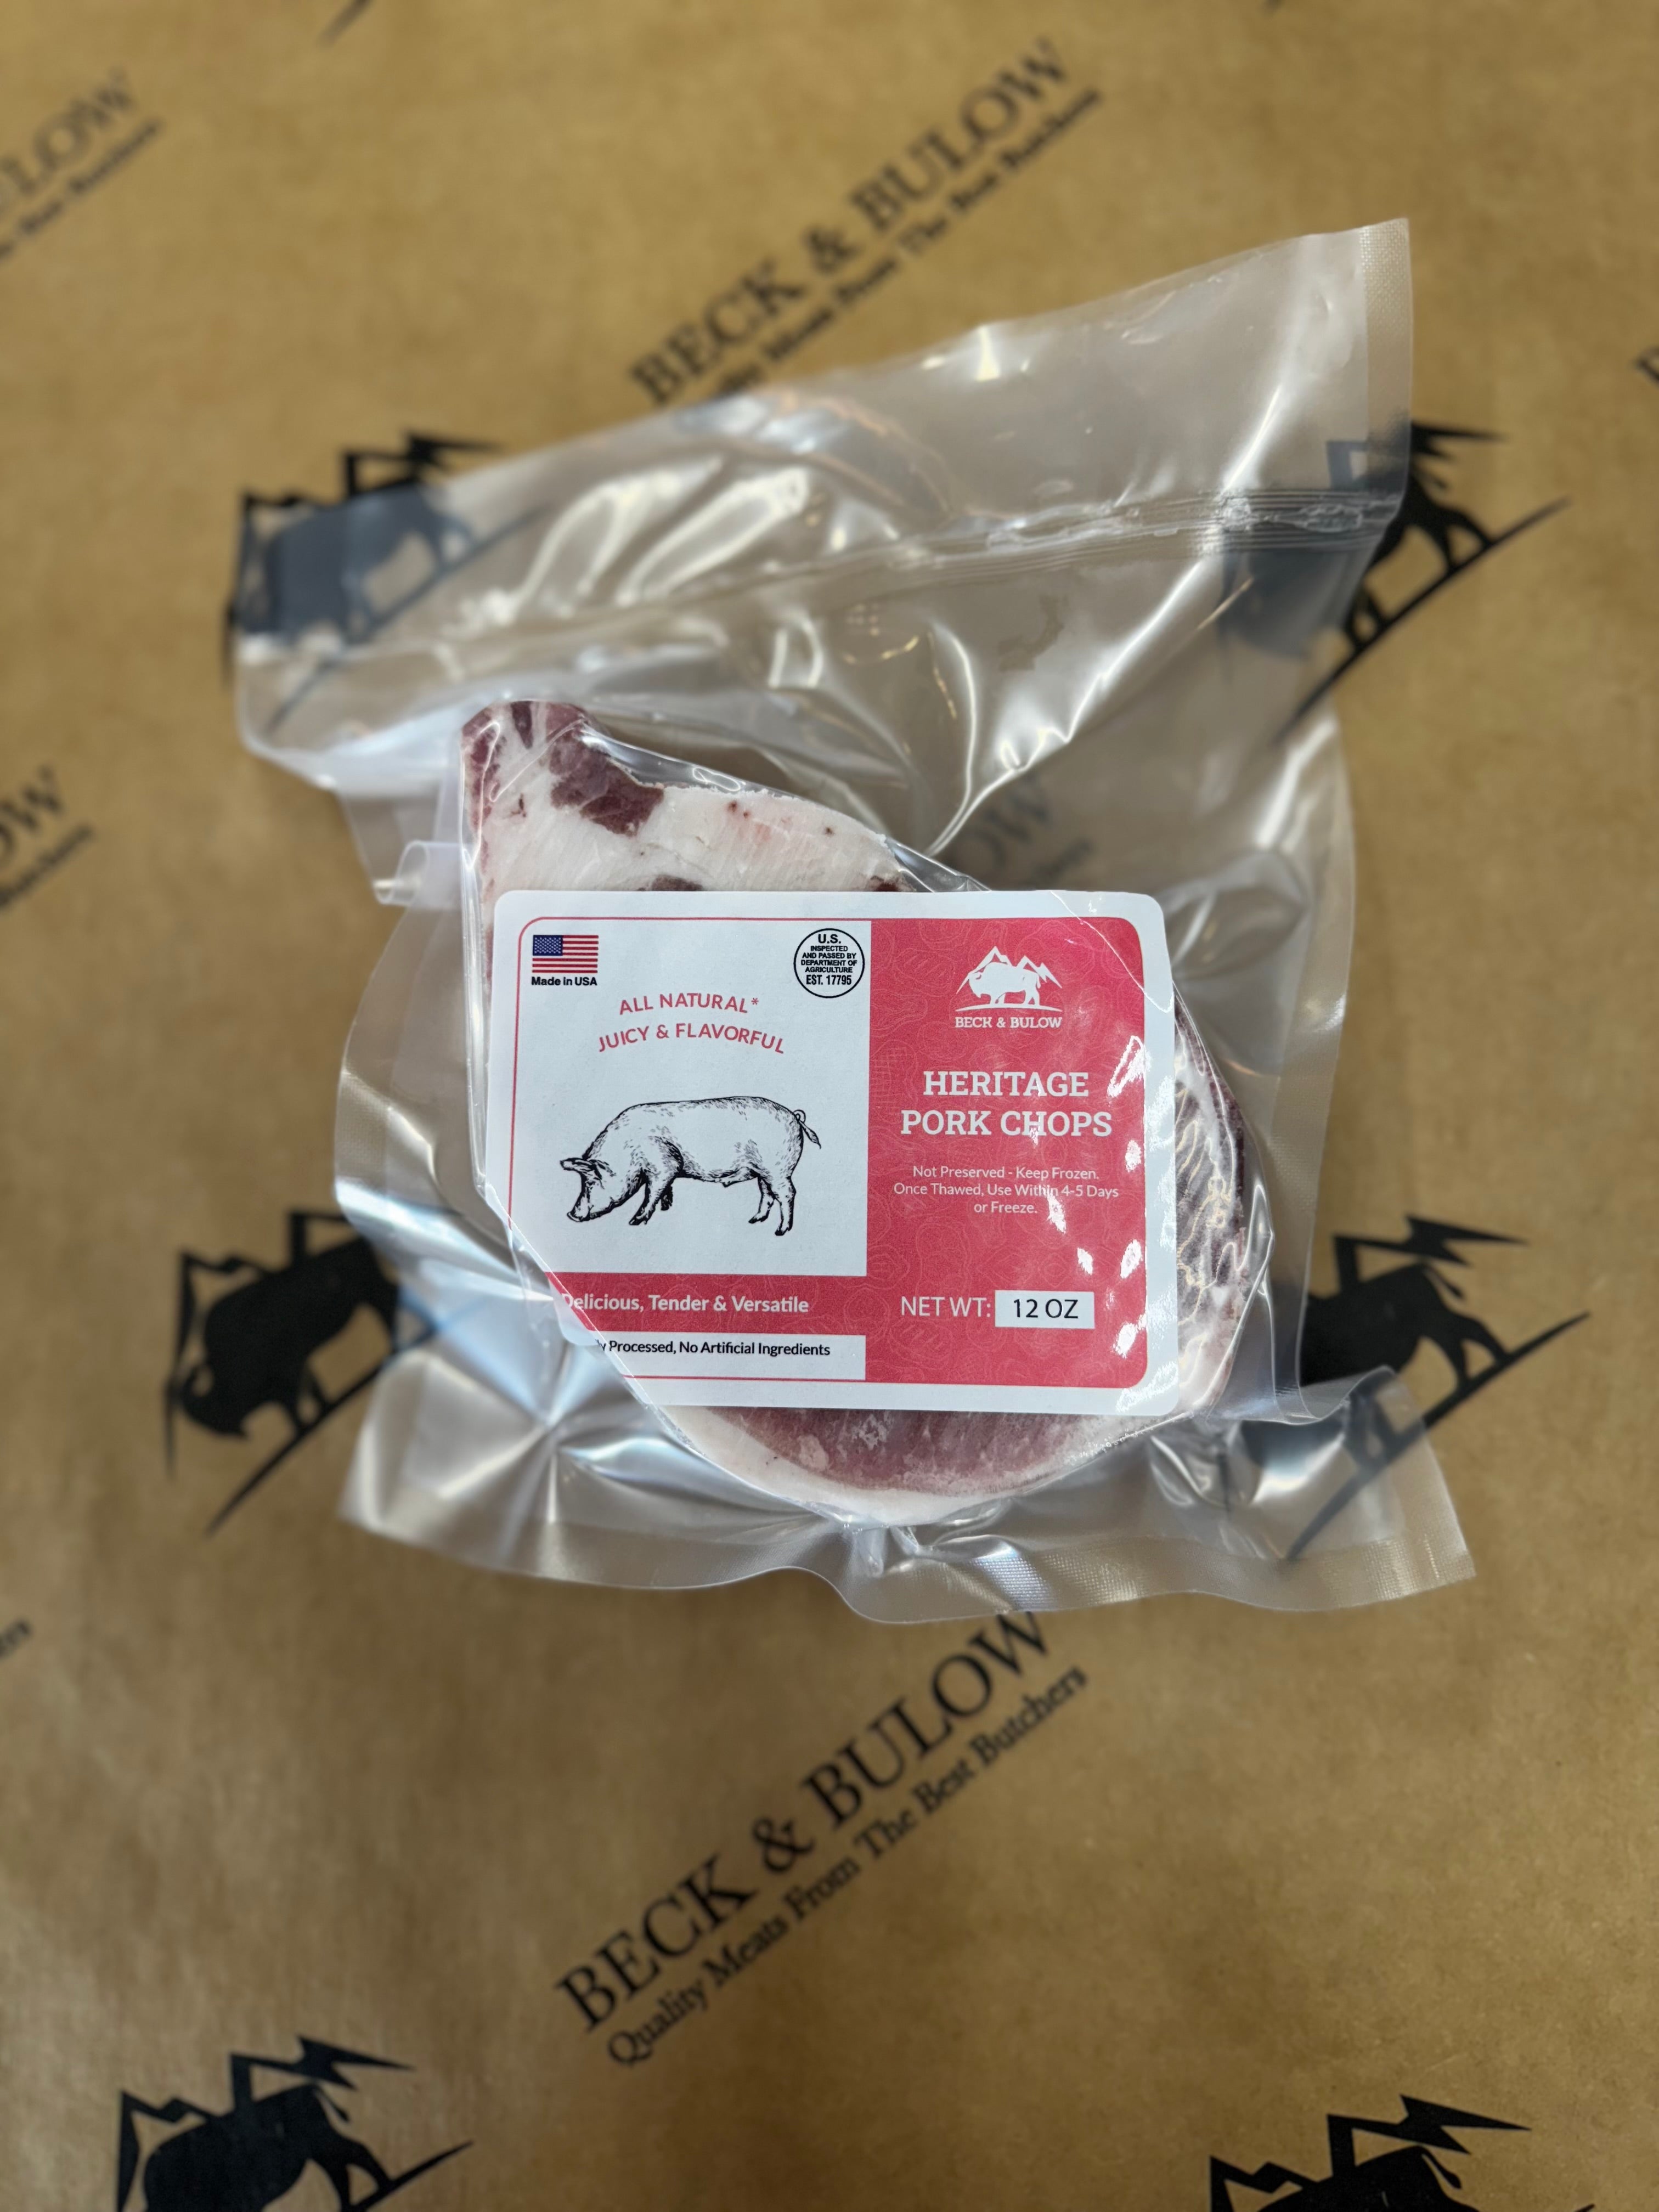 BECK & BULOW
The Best Butchers
Made in USA
U.S.
INSPECTED
AND PASSED BY
DEPARTMENT OF
AGRICULTURE
EST. 17795
ALL NATURAL*
JUICY & FLAVORFUL
Delicious, Tender & Versatile
Processed, No Artificial Ingredients
BECK & BULOW
HERITAGE
PORK CHOPS
Not Preserved - Keep Frozen.
Once Thawed, Use Within 4-5 Days
or Freeze.
NET WT: 12 OZ
BECK & BULOW
Quality Meats From The Best Butchers